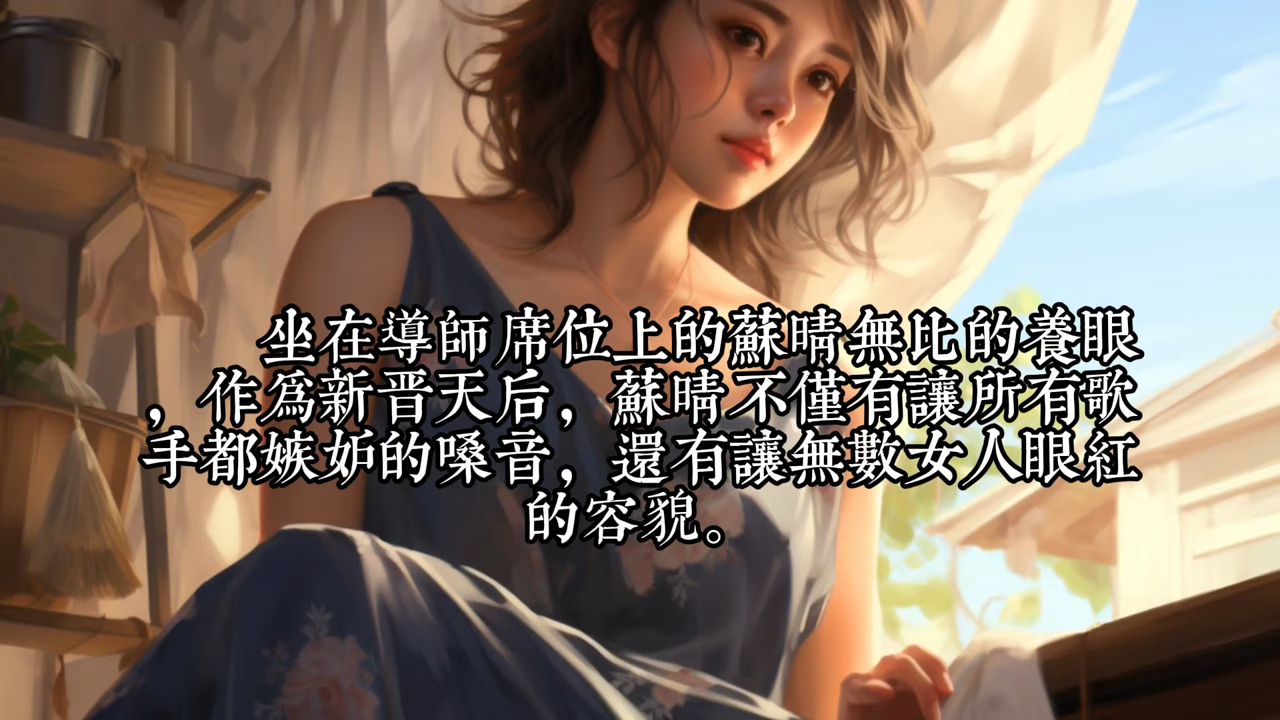 坐在導師席位上的蘇晴無比的養眼
，作爲新晋天后，蘇晴不僅有讓所有歌
手都嫉妒的嗓音，還有讓無數女人眼紅
的容貌。